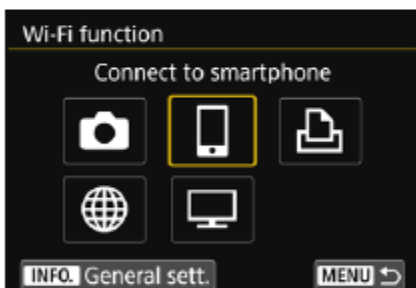 Wi-Fi function
Connect to smartphone
INFO. General sett. MENU